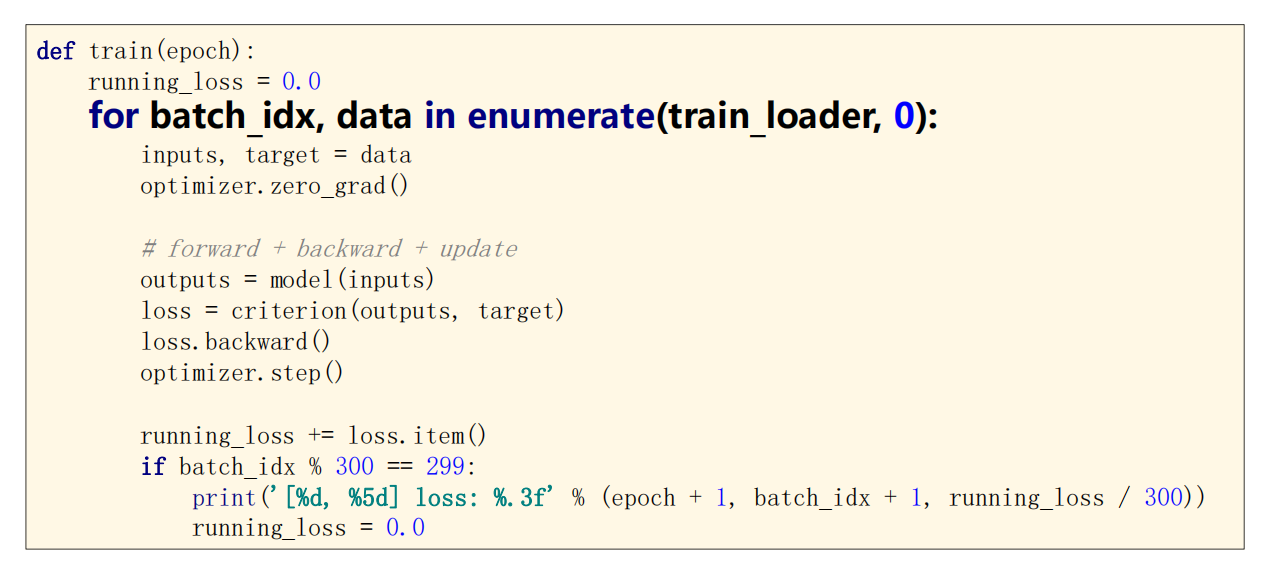 def train(epoch):
    running_loss = 0.0
    for batch_idx, data in enumerate(train_loader, 0):
        inputs, target = data
        optimizer.zero_grad()

        # forward + backward + update
        outputs = model(inputs)
        loss = criterion(outputs, target)
        loss.backward()
        optimizer.step()

        running_loss += loss.item()
        if batch_idx % 300 == 299:
            print('[%d, %5d] loss: %.3f' % (epoch + 1, batch_idx + 1, running_loss / 300))
            running_loss = 0.0